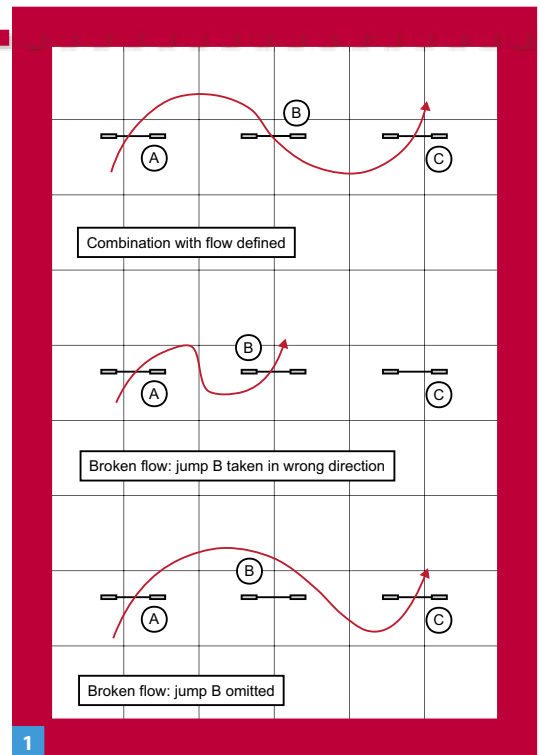 B
A
C
Combination with flow defined
B
A
C
Broken flow: jump B taken in wrong direction
B
A
C
Broken flow: jump B omitted
1